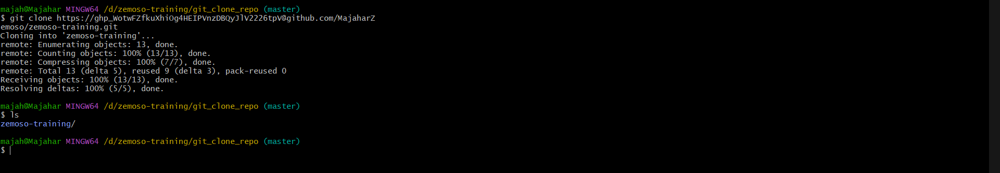 majah@Majahar MINGW64 /d/zemoso-training/git_clone_repo (master)
$ git clone https://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@github.com/MajaharZ
emoso/zemoso-training.git
Cloning into 'zemoso-training'...
remote: Enumerating objects: 13, done.
remote: Counting objects: 100% (13/13), done.
remote: Compressing objects: 100% (7/7), done.
remote: Total 13 (delta 5), reused 9 (delta 3), pack-reused 0
Receiving objects: 100% (13/13), done.
Resolving deltas: 100% (5/5), done.
majah@Majahar MINGW64 /d/zemoso-training/git_clone_repo (master)
$ ls
zemoso-training/
majah@Majahar MINGW64 /d/zemoso-training/git_clone_repo (master)
$